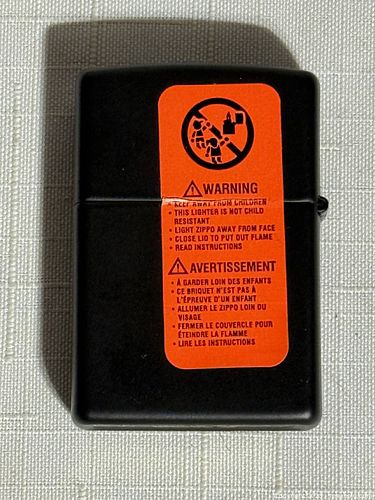 ⚠ WARNING
• KEEP AWAY FROM CHILDREN
• THIS LIGHTER IS NOT CHILD
RESISTANT
• LIGHT ZIPPO AWAY FROM FACE
• CLOSE LID TO PUT OUT FLAME
• READ INSTRUCTIONS
⚠ AVERTISSEMENT
• À GARDER LOIN DES ENFANTS
• CE BRIQUET N'EST PAS À
L'ÉPREUVE D'UN ENFANT
• ALLUMER LE ZIPPO LOIN DU
VISAGE
• FERMER LE COUVERCLE POUR
ÉTEINDRE LA FLAMME
• LIRE LES INSTRUCTIONS